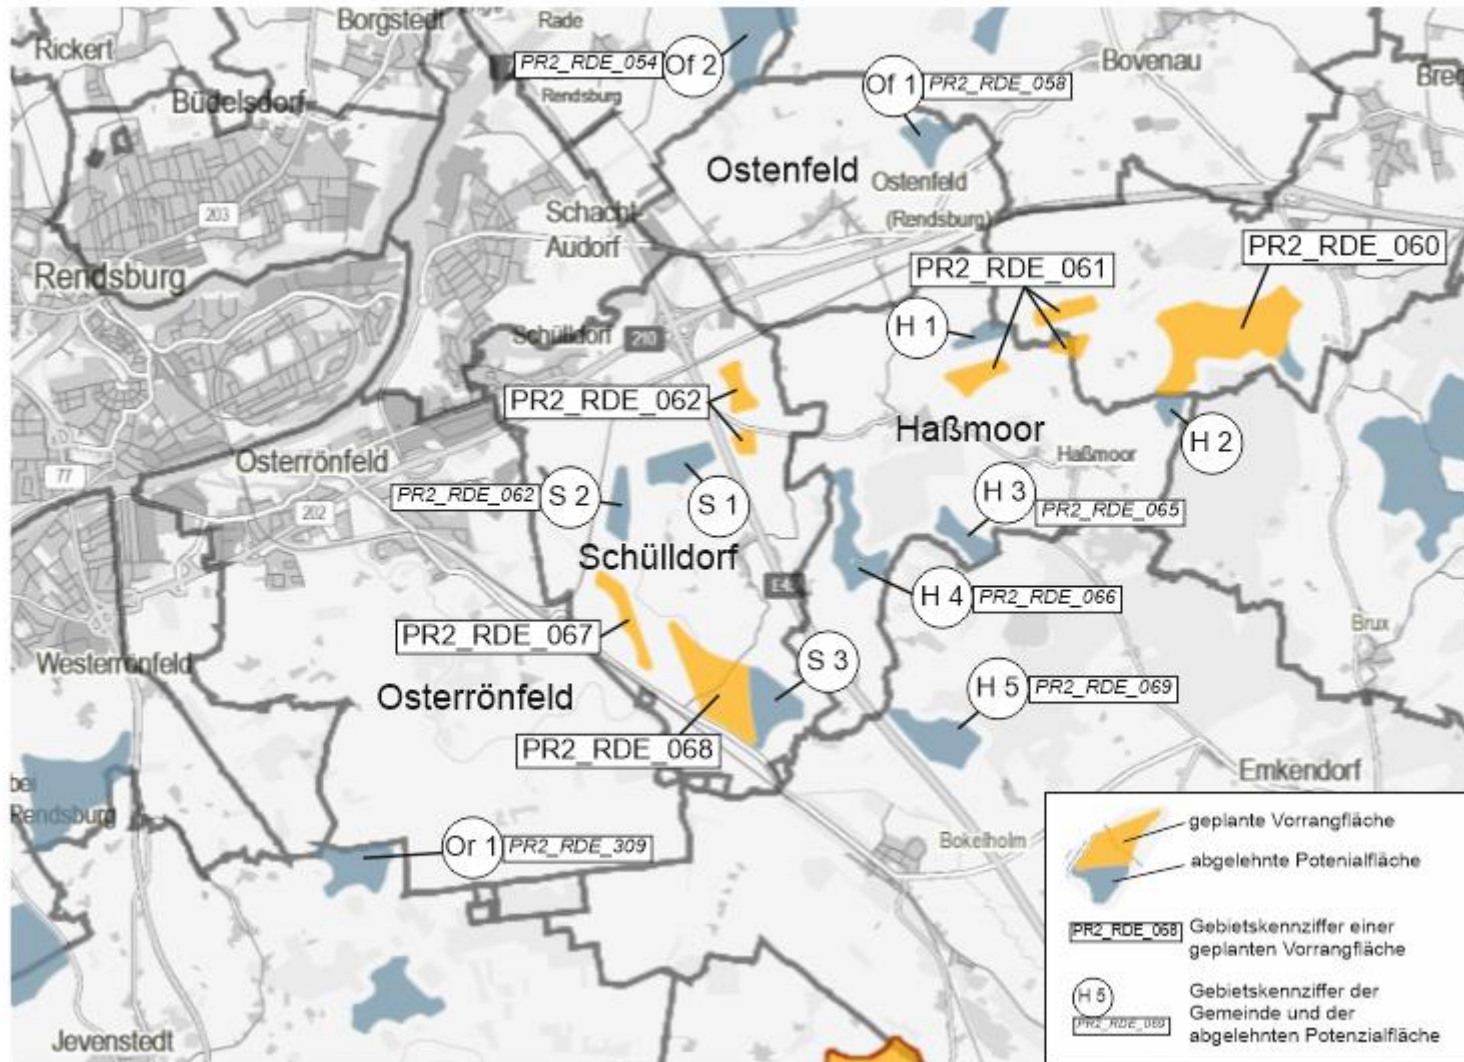 Borgstedt
Rade
Rickert
PR2_RDE_054
Of 2
Bovenau
Büdelsdorf
Rendsburg
Of 1
PR2_RDE_058
Ostenfeld
Ostenfeld
(Rendsburg)
203
Schacht-
Audorf
PR2_RDE_061
PR2_RDE_060
Rendsburg
Schülldorf
210
H 1
PR2_RDE_062
Haßmoor
Haßmoor
H 2
77
Osterrönfeld
202
PR2_RDE_062
S 2
S 1
H 3
PR2_RDE_065
Schülldorf
H 4
PR2_RDE_066
PR2_RDE_067
Brux
Westerrönfeld
S 3
Osterrönfeld
H 5
PR2_RDE_069
PR2_RDE_068
bei
Rendsburg
Emkendorf
Or 1
PR2_RDE_309
Bokelholm
Jevenstedt
geplante Vorrangfläche
abgelehnte Potenialfläche
PR2_RDE_068
Gebietskennziffer einer
geplanten Vorrangfläche
H 5
PR2_RDE_069
Gebietskennziffer der
Gemeinde und der
abgelehnten Potenzialfläche